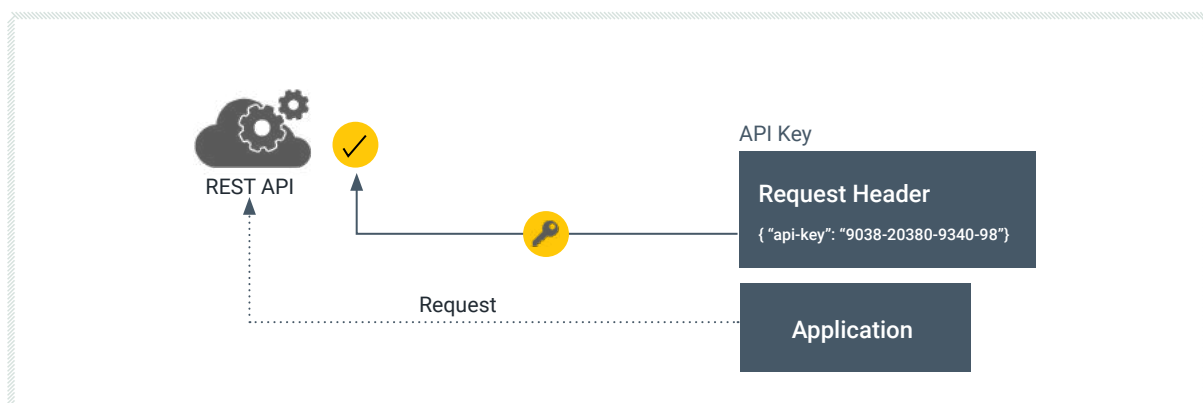 API Key
REST API
Request Header
{ “api-key”: “9038-20380-9340-98”}
Request
Application